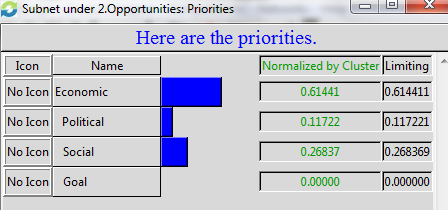 Subnet under 2.Opportunities: Priorities
Here are the priorities.
Icon Name Normalized by Cluster Limiting
No Icon Economic 0.61441 0.614411
No Icon Political 0.11722 0.117221
No Icon Social 0.26837 0.268369
No Icon Goal 0.00000 0.000000